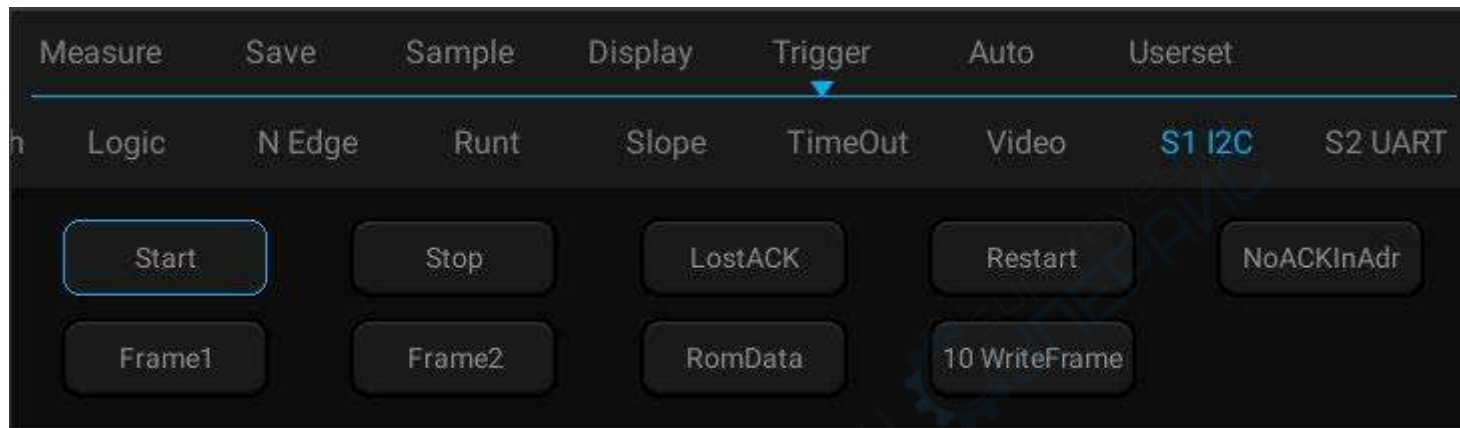 Measure Save Sample Display Trigger Auto Userset
h Logic N Edge Runt Slope TimeOut Video S1 I2C S2 UART
Start Stop LostACK Restart NoACKInAdr
Frame1 Frame2 RomData 10 WriteFrame